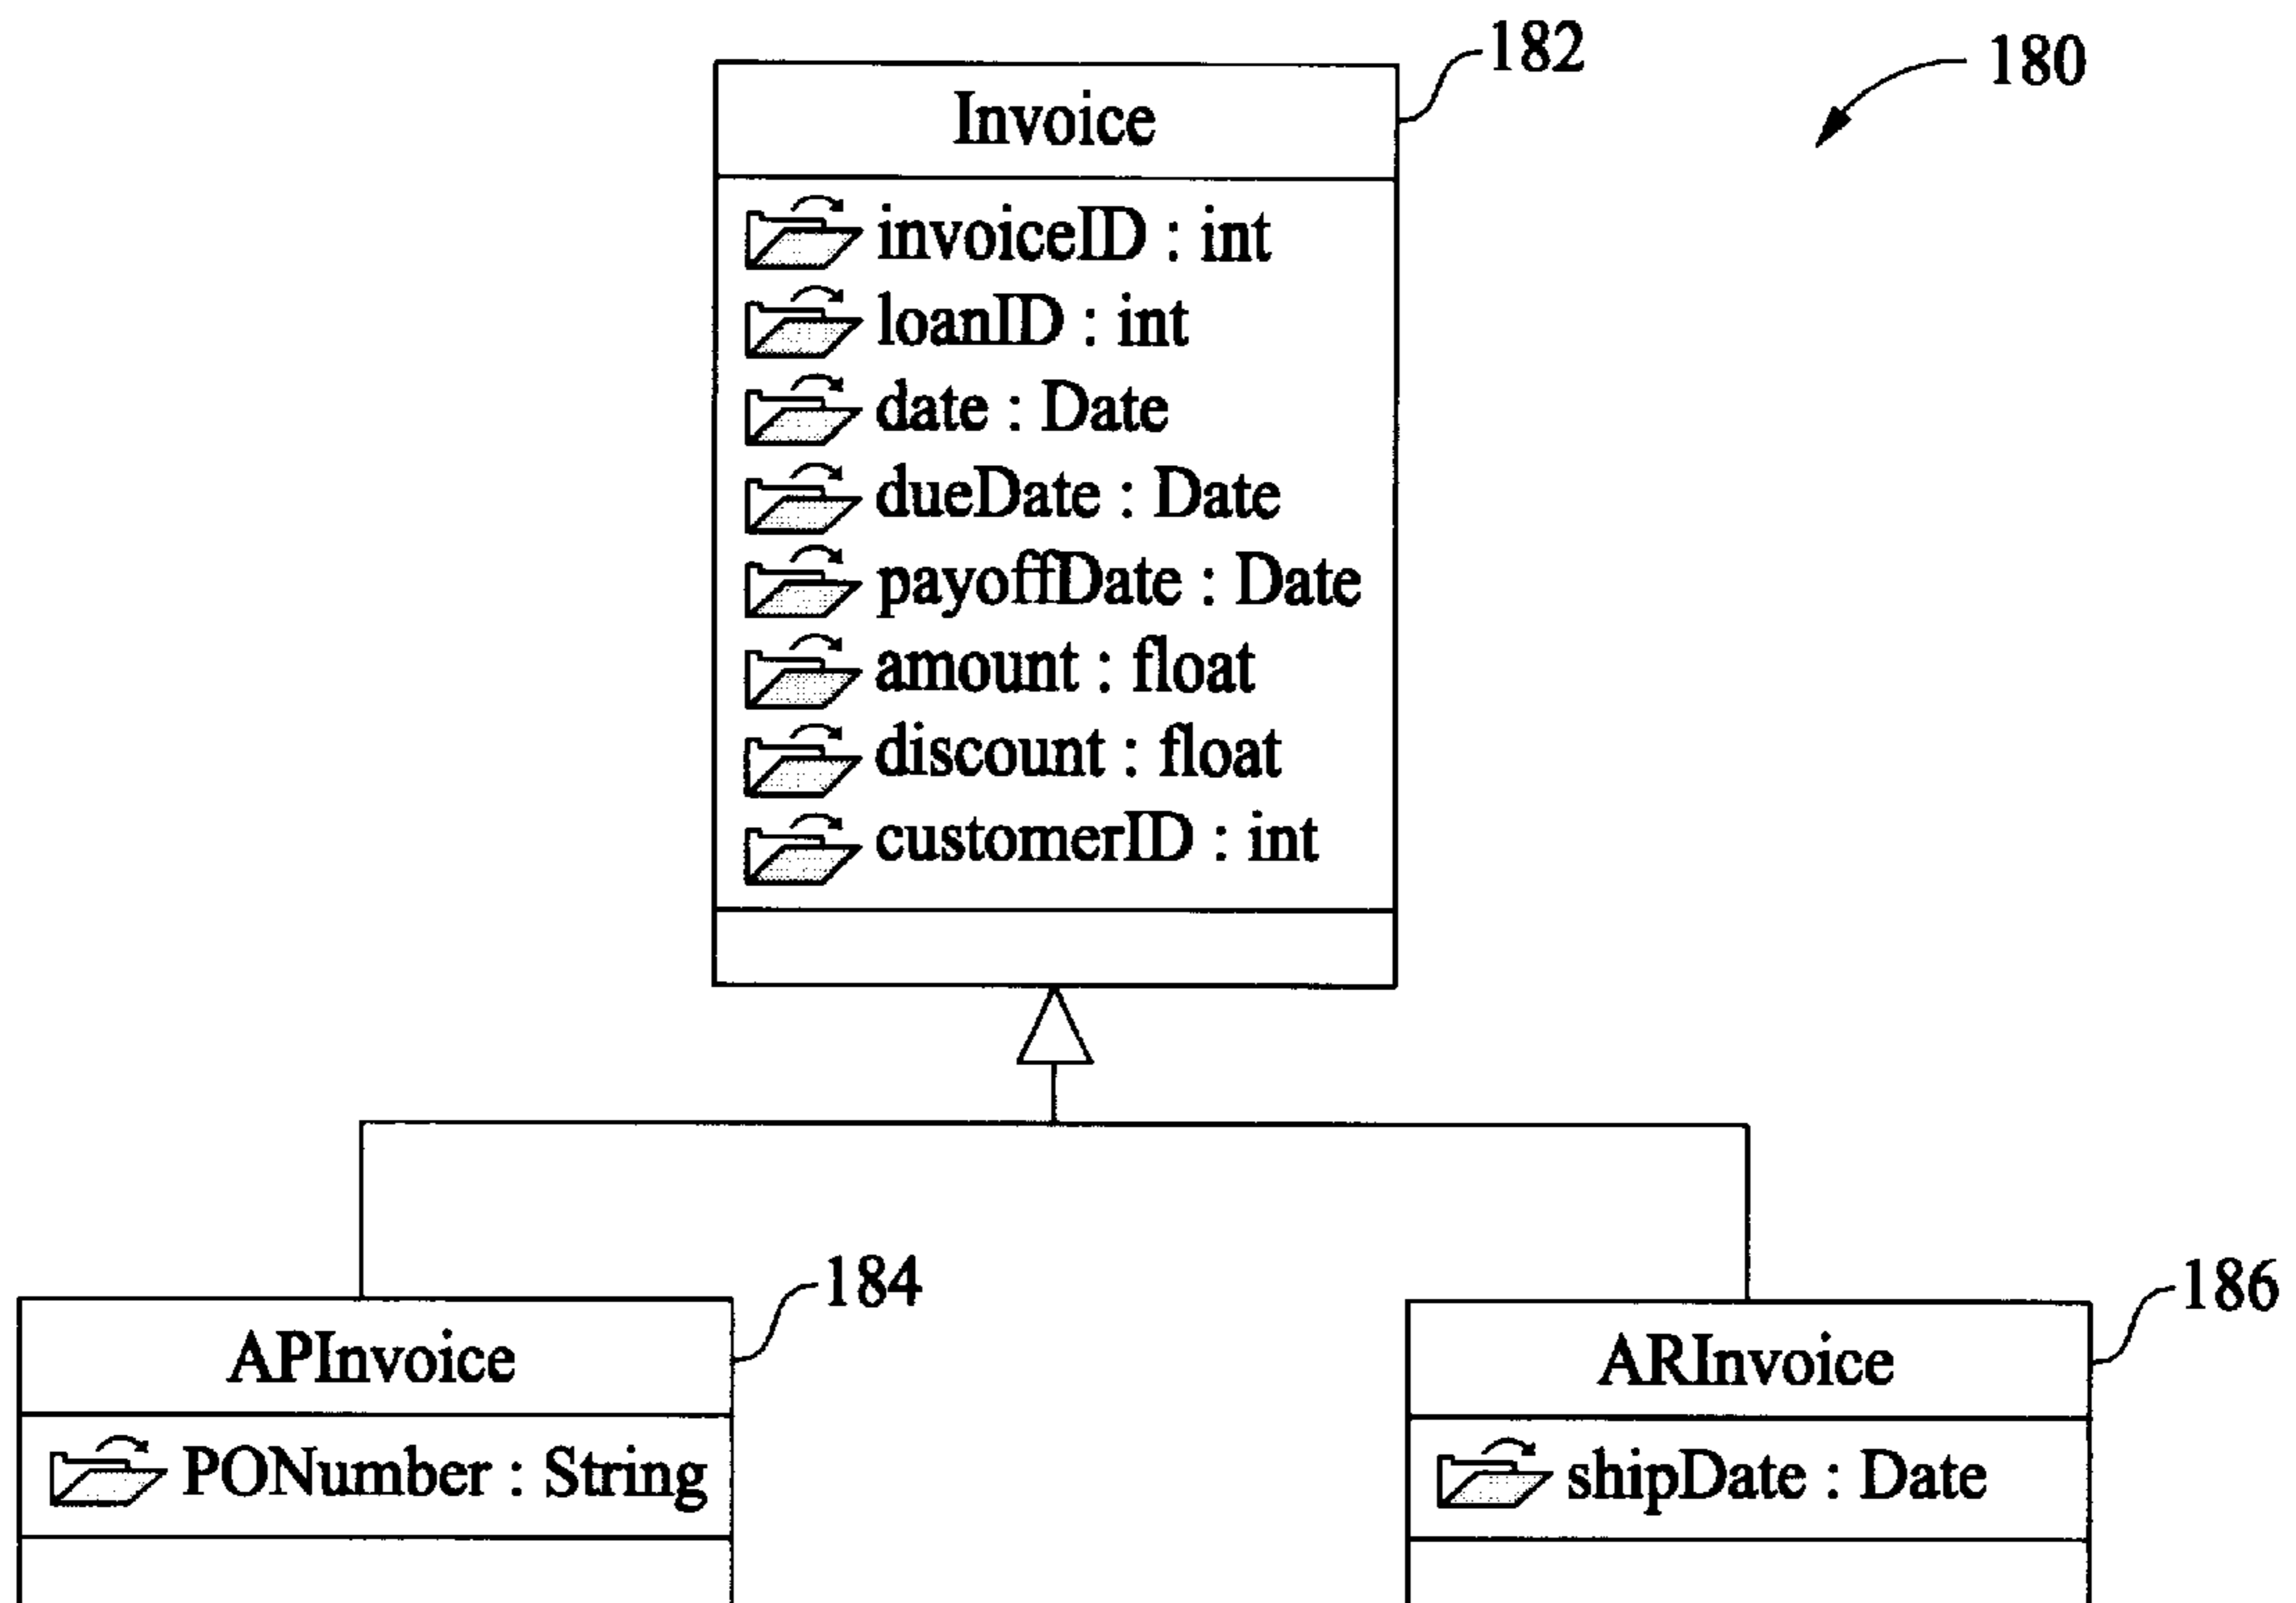 182
180
Invoice
invoiceID : int
loanID : int
date : Date
dueDate : Date
payoffDate : Date
amount : float
discount : float
customerID : int
184
186
APInvoice
ARInvoice
PONumber : String
shipDate : Date